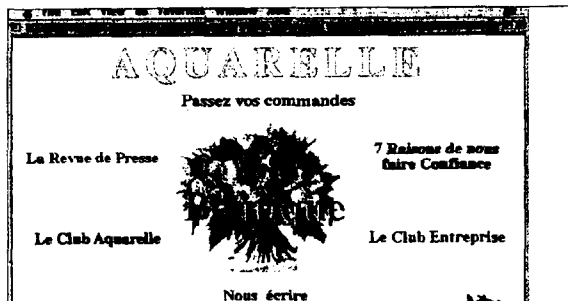 AQUARELLE
Passez vos commandes
La Revue de Presse
7 Raisons de nous
faire Confiance
Le Club Aquarelle
Le Club Entreprise
Nous écrire